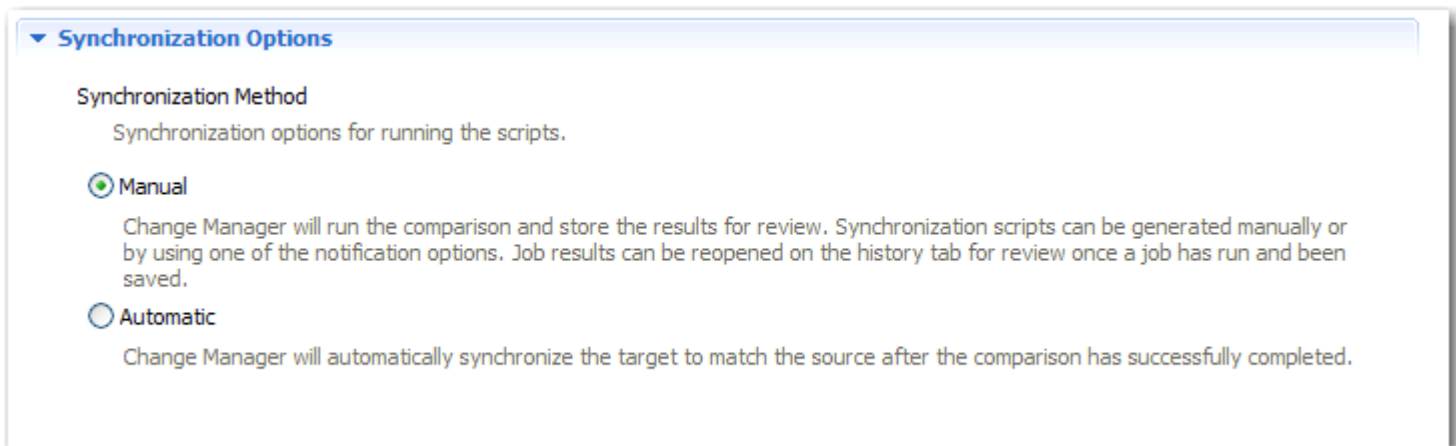 Synchronization Options
Synchronization Method
Synchronization options for running the scripts.
Manual
Change Manager will run the comparison and store the results for review. Synchronization scripts can be generated manually or
by using one of the notification options. Job results can be reopened on the history tab for review once a job has run and been
saved.
Automatic
Change Manager will automatically synchronize the target to match the source after the comparison has successfully completed.